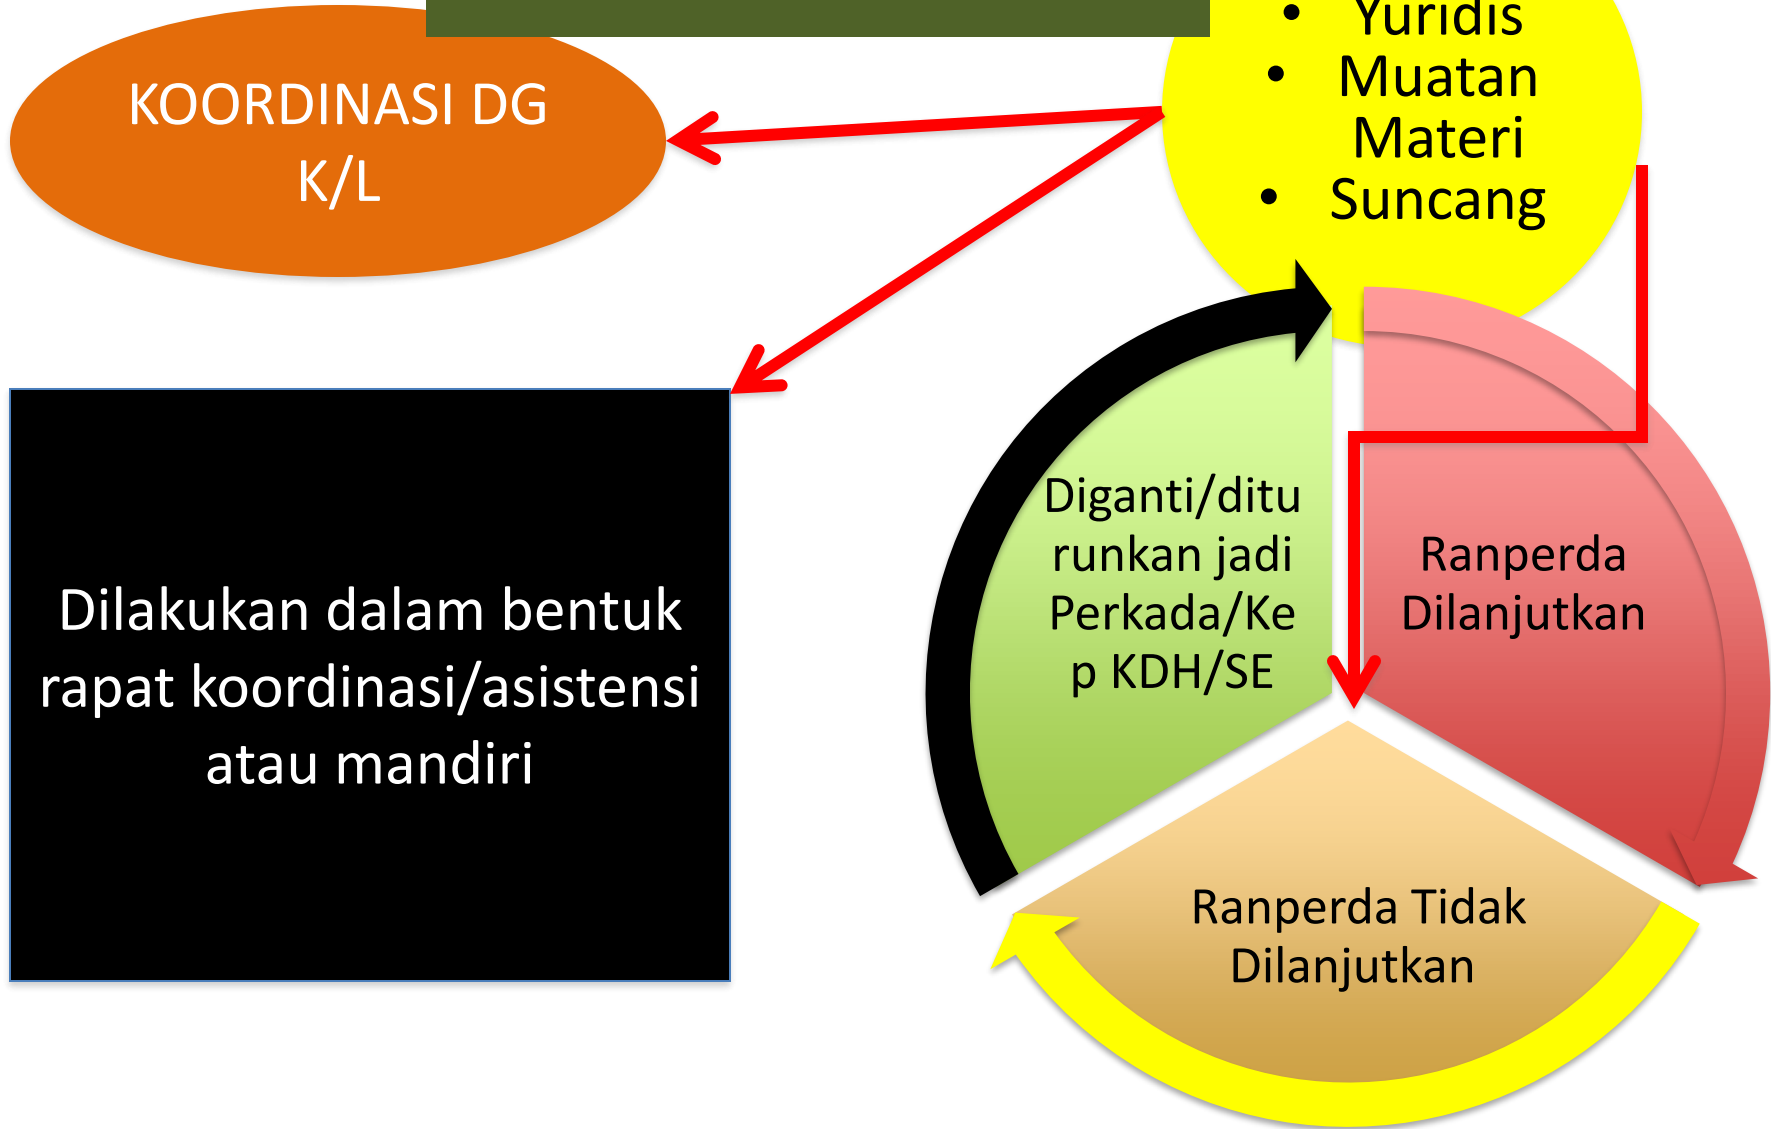 KOORDINASI DG
K/L
• Yuridis
• Muatan
Materi
• Suncang
Dilakukan dalam bentuk
rapat koordinasi/asistensi
atau mandiri
Diganti/ditu
runkan jadi
Perkada/Ke
p KDH/SE
Ranperda
Dilanjutkan
Ranperda Tidak
Dilanjutkan